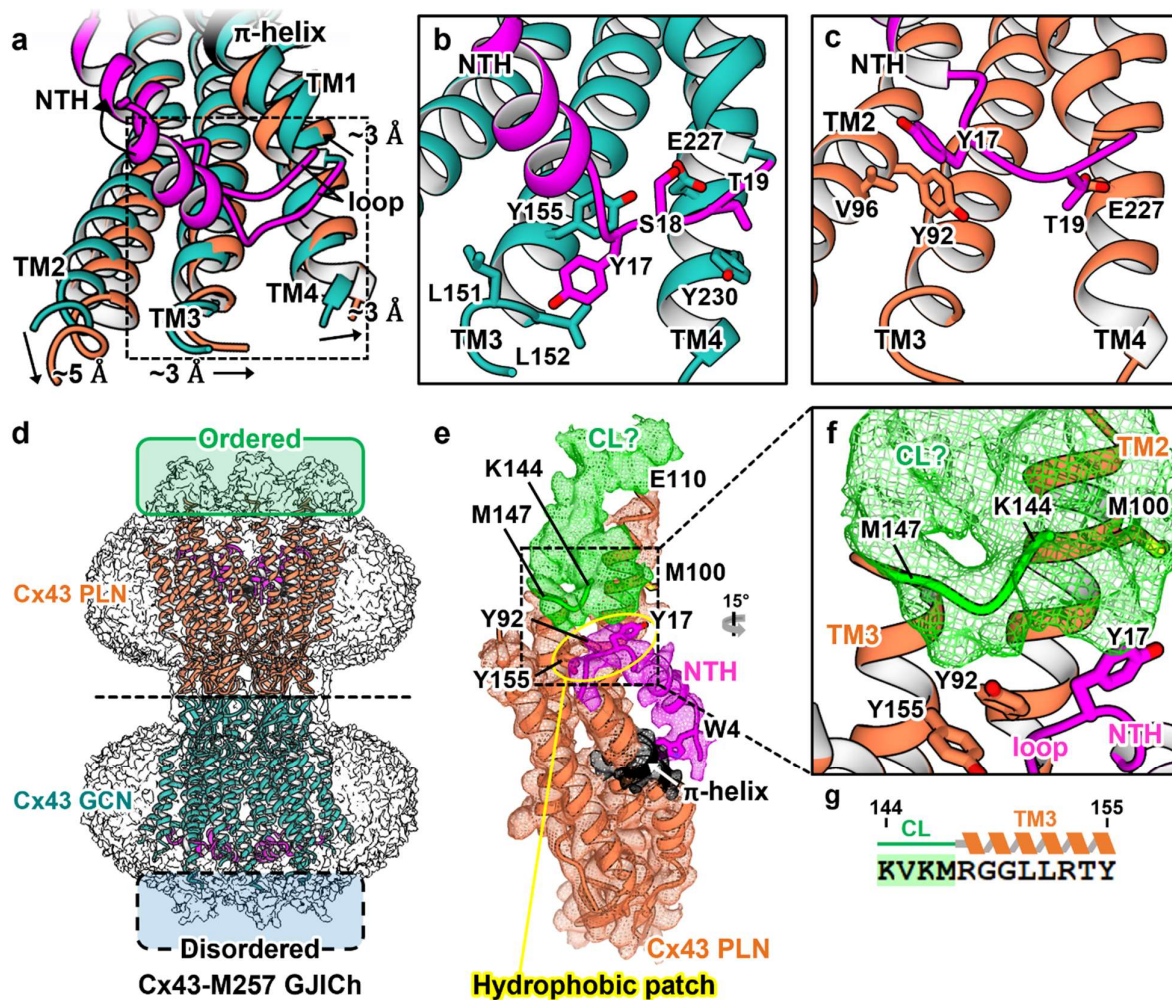 a
π-helix
TM1
NTH
~3 Å
loop
TM2
TM3
TM4
~3 Å
~5 Å
~3 Å
b
NTH
E227
T19
Y155
S18
Y17
L151
Y230
TM3
L152
TM4
c
NTH
TM2
Y17
V96
E227
T19
Y92
TM3
TM4
d
Ordered
Cx43 PLN
Cx43 GCN
Disordered
Cx43-M257 GJICh
e
CL?
K144
E110
M147
M100
Y92
Y17
15°
NTH
Y155
W4
π-helix
Cx43 PLN
Hydrophobic patch
f
TM2
CL?
K144
M100
M147
TM3
Y17
Y92
Y155
loop
NTH
g
144 155
CL TM3
KVKMRGGLLRTY